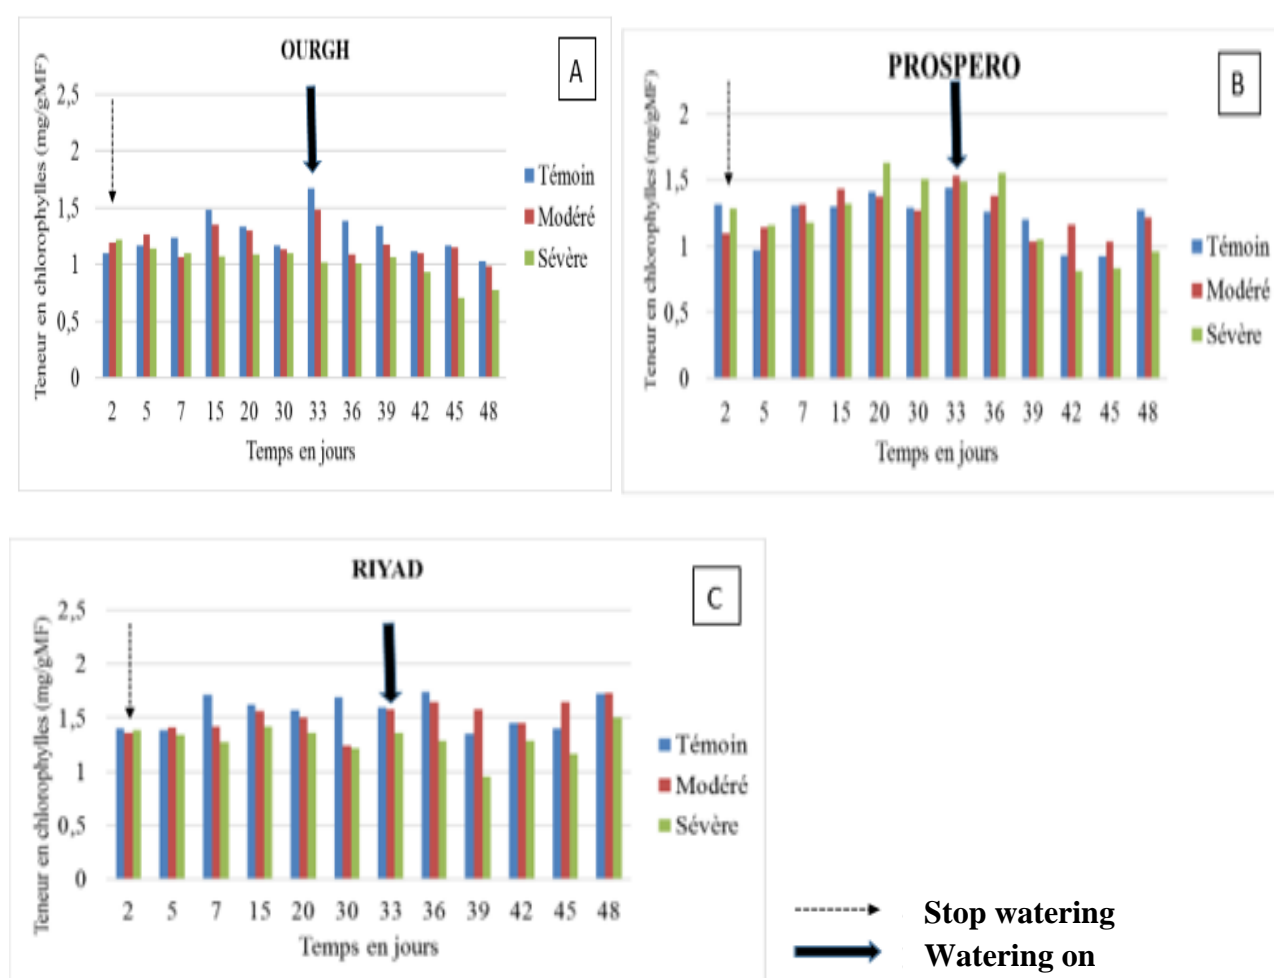 OURGH
A
Teneur en chlorophylles (mg/gMF)
2,5
2
1,5
1
0,5
0
2 5 7 15 20 30 33 36 39 42 45 48
Temps en jours
Témoin
Modéré
Sévère
PROSPERO
B
Teneur en chlorophylles (mg/gMF)
2
1,5
1
0,5
0
2 5 7 15 20 30 33 36 39 42 45 48
Temps en jours
Témoin
Modéré
Sévère
RIYAD
C
Teneur en chlorophylles (mg/gMF)
2,5
2
1,5
1
0,5
0
2 5 7 15 20 30 33 36 39 42 45 48
Temps en jours
Témoin
Modéré
Sévère
Stop watering
Watering on